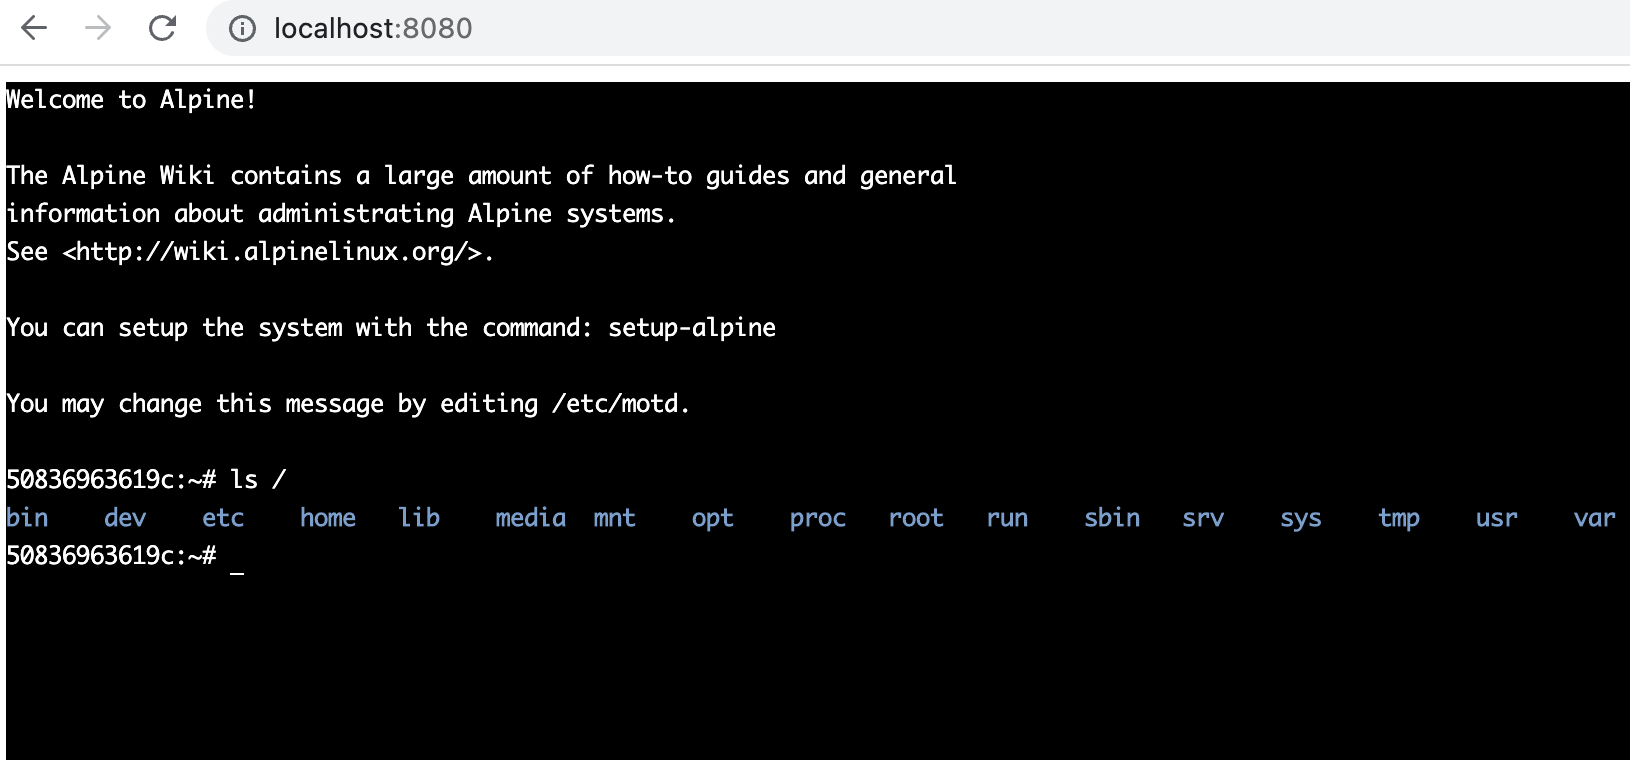 localhost:8080
Welcome to Alpine!
The Alpine Wiki contains a large amount of how-to guides and general
information about administrating Alpine systems.
See <http://wiki.alpinelinux.org/>.
You can setup the system with the command: setup-alpine
You may change this message by editing /etc/motd.
50836963619c:~# ls /
bin dev etc home lib media mnt opt proc root run sbin srv sys tmp usr var
50836963619c:~# _